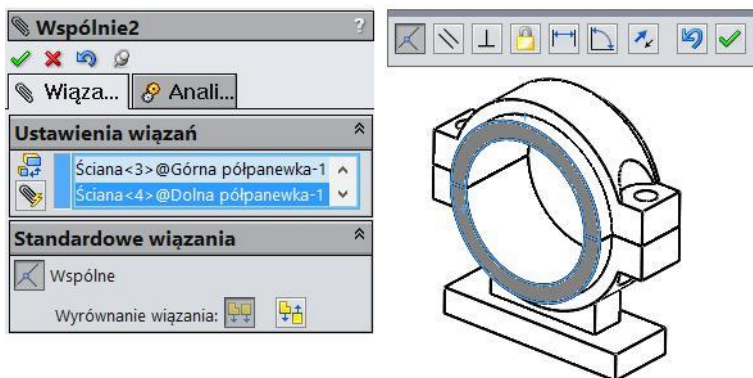 Wspólnie2
?
Wiąza... Anali...
Ustawienia wiązań
Ściana<3>@Górna półpanewka-1
Ściana<4>@Dolna półpanewka-1
Standardowe wiązania
Wspólne
Wyrównanie wiązania: